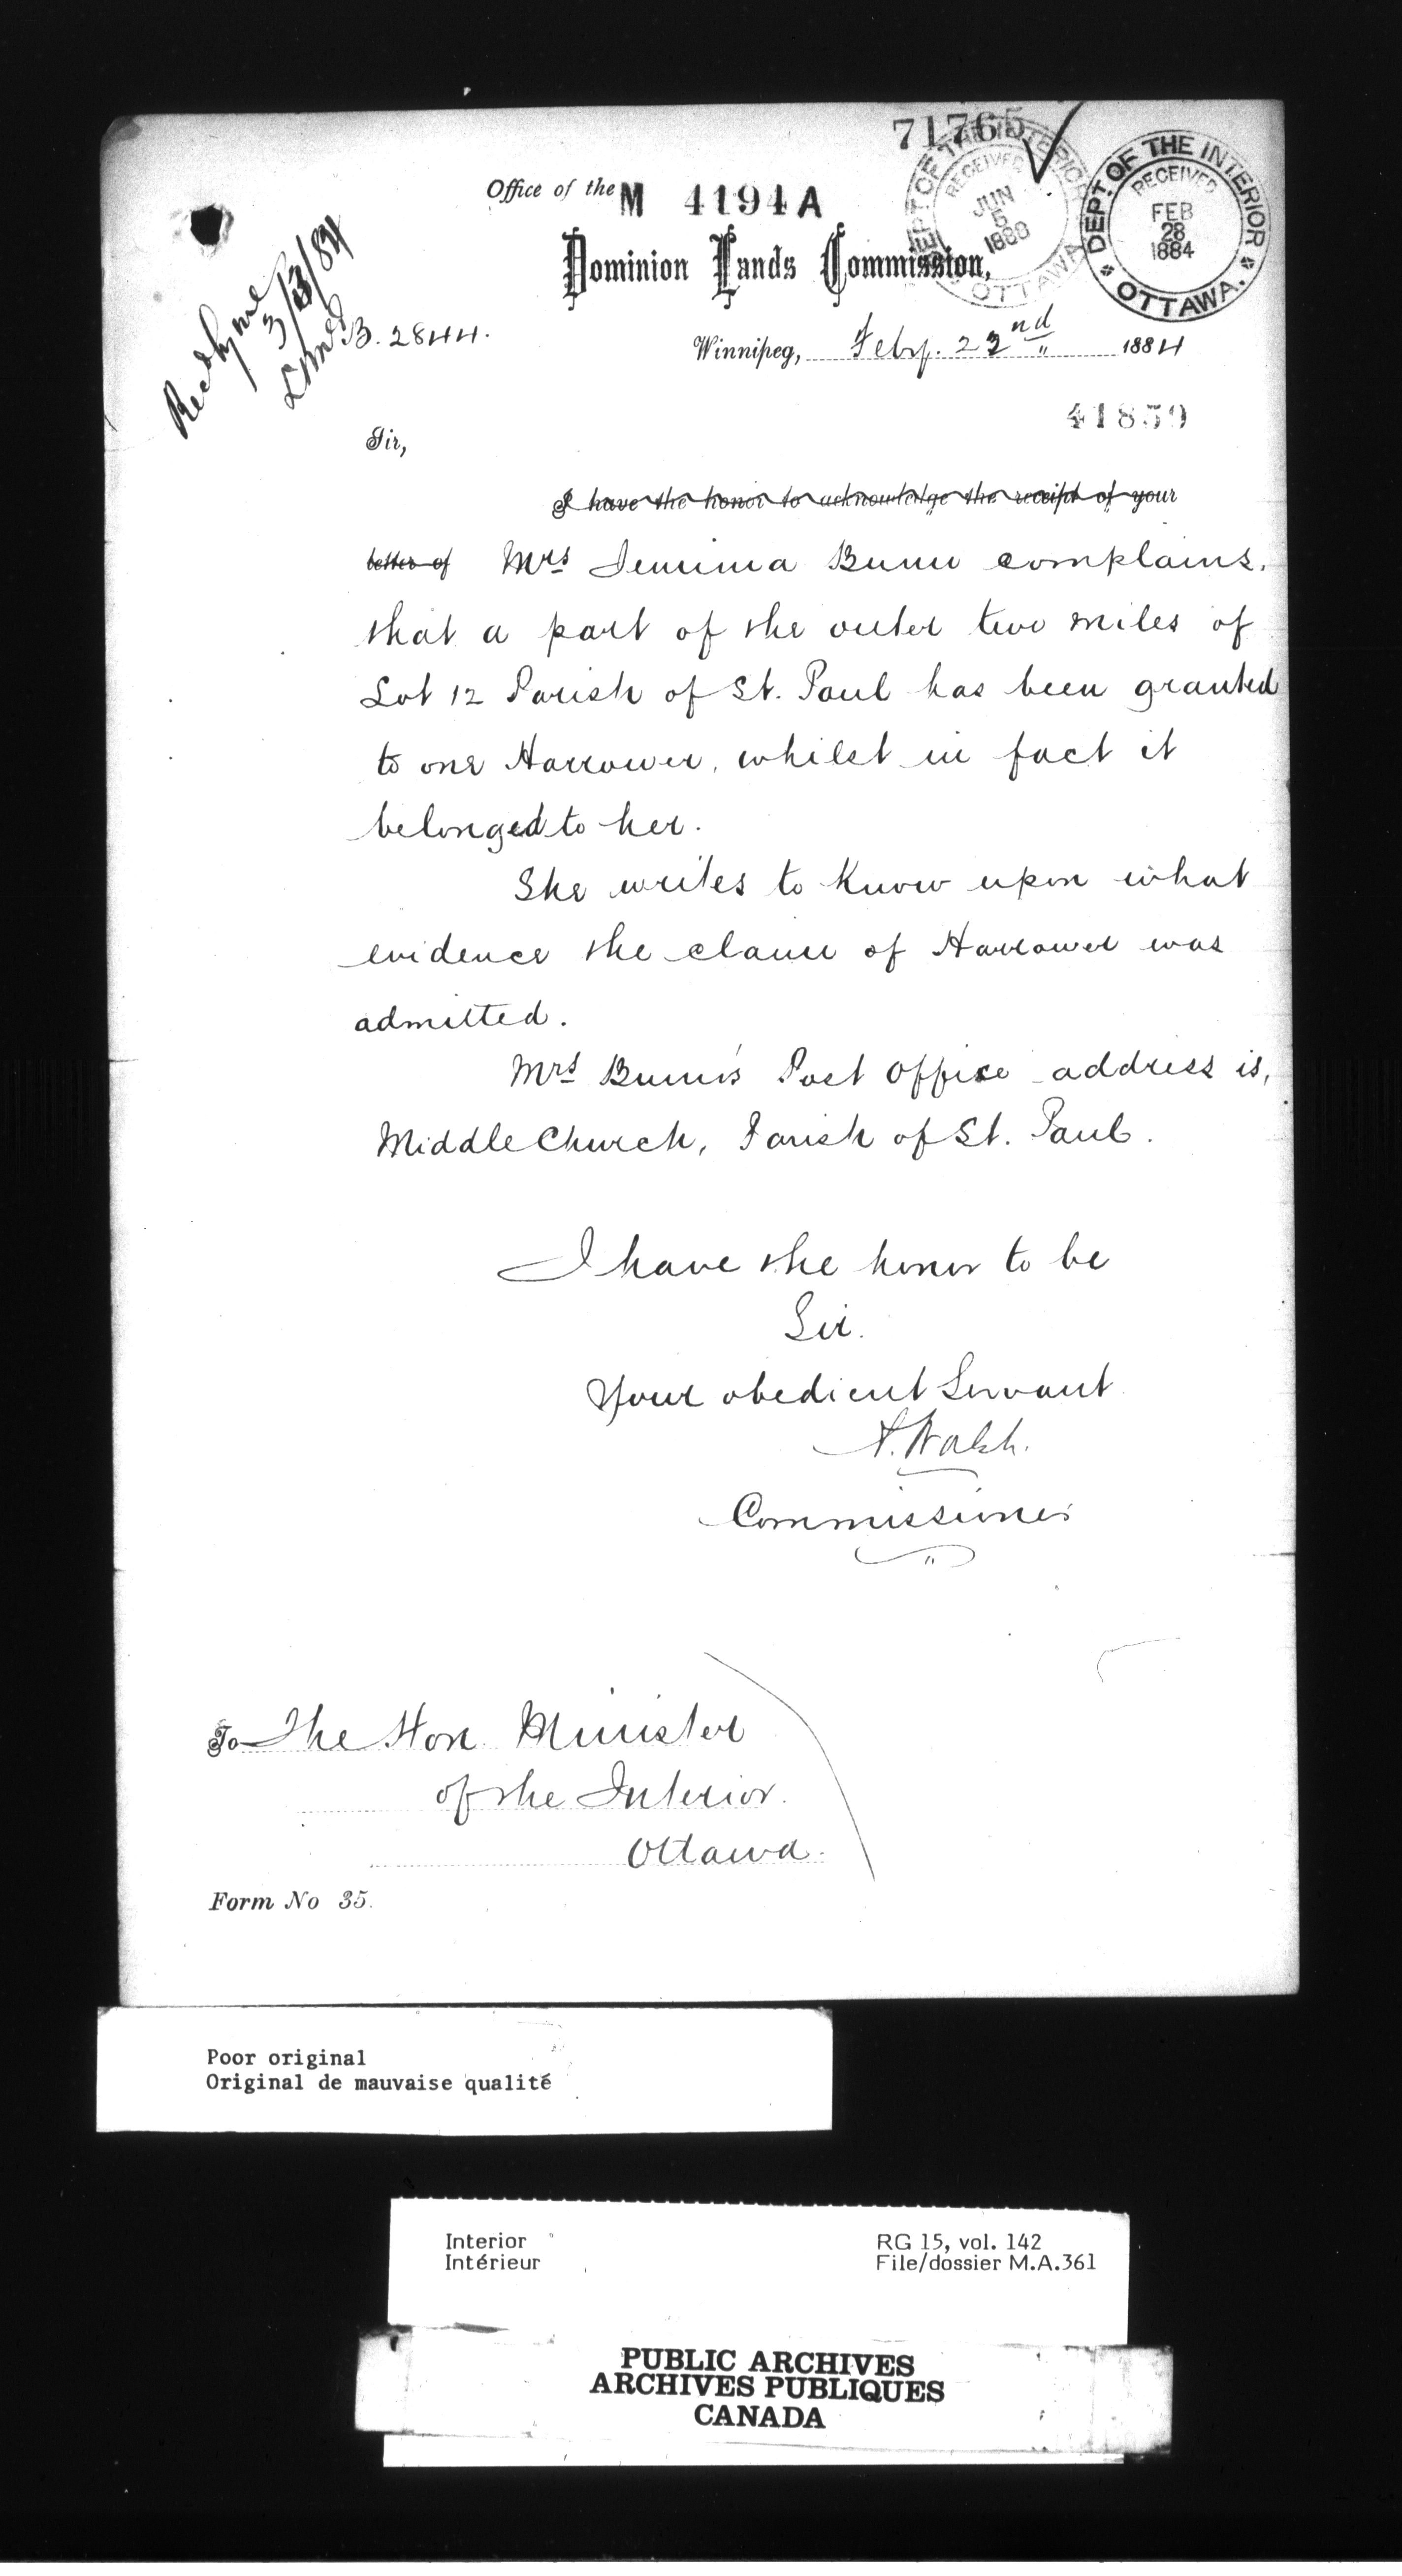 71765
DEPT OF THE INTERIOR
RECEIVED
JUN
5
OTTAWA
DEPT OF THE INTERIOR
RECEIVED
FEB
28
1884
OTTAWA.
Office of the M 4194A
Dominion Lands Commission,
3/3/84
B. 2844.
Winnipeg, Feby. 22nd 1884
41859
Sir,
I have the honor to acknowledge the receipt of your
letter of Mrs Jemima Bunn complains,
that a part of the outer two miles of
Lot 12 Parish of St. Paul has been granted
to one Harrower, whilst in fact it
belonged to her.
She writes to know upon what
evidence the claim of Harrower was
admitted.
Mrs Bunn's Post Office address is,
Middle Church, Parish of St. Paul.
I have the honor to be
Sir.
Your obedient Servant
A. Walsh.
Commissioner
To The Hon Minister
of the Interior.
Ottawa.
Form No 35.
Poor original
Original de mauvaise qualité
Interior
Intérieur
RG 15, vol. 142
File/dossier M.A.361
PUBLIC ARCHIVES
ARCHIVES PUBLIQUES
CANADA